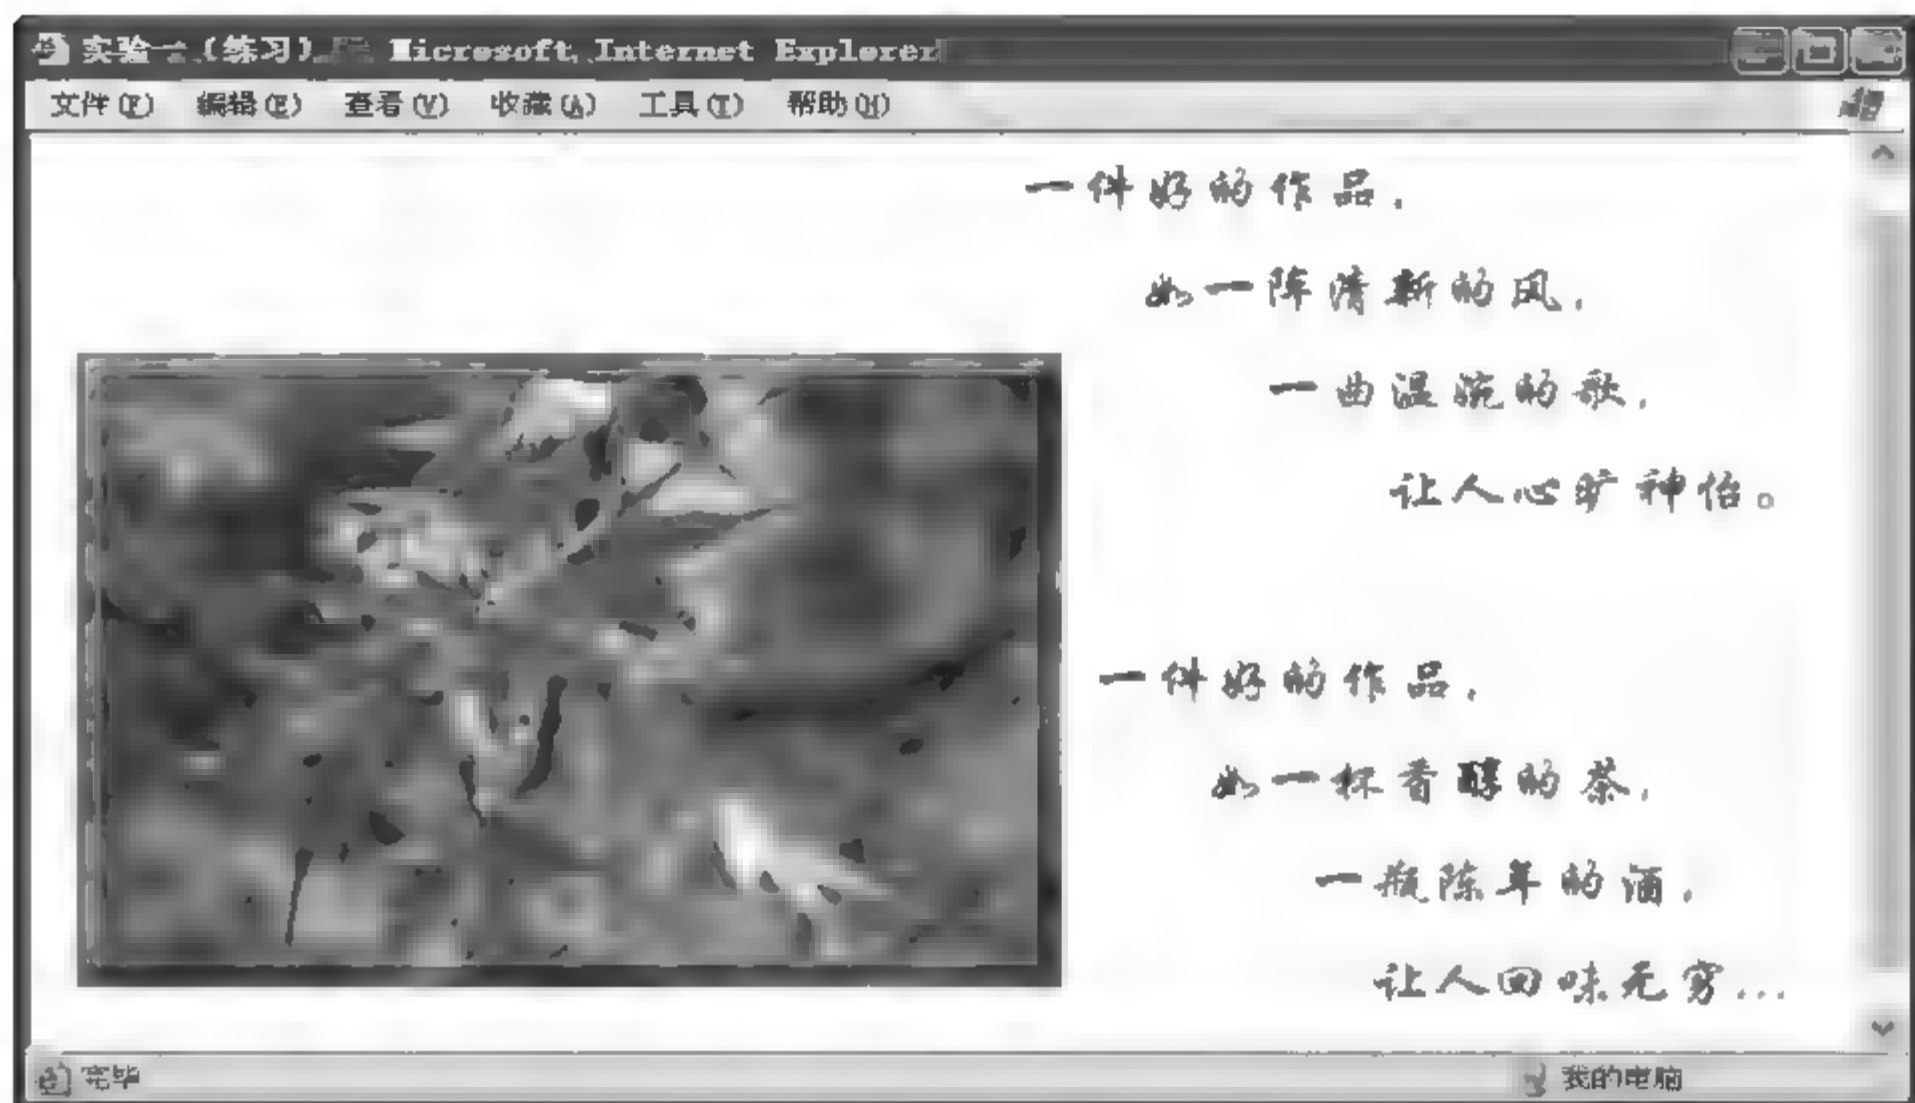 实验一(练习) - Microsoft Internet Explorer
文件(F) 编辑(E) 查看(V) 收藏(A) 工具(T) 帮助(H)
一件好的作品,
如一阵清新的风,
一曲温婉的歌,
让人心旷神怡。
一件好的作品,
如一杯香醇的茶,
一瓶陈年的酒,
让人回味无穷...
完毕
我的电脑